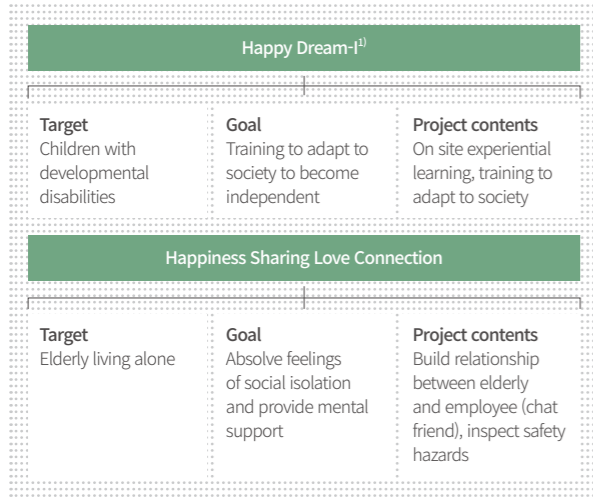 Happy Dream-I1)
Target
Children with
developmental
disabilities
Goal
Training to adapt to
society to become
independent
Project contents
On site experiential
learning, training to
adapt to society
Happiness Sharing Love Connection
Target
Elderly living alone
Goal
Absolve feelings
of social isolation
and provide mental
support
Project contents
Build relationship
between elderly
and employee (chat
friend), inspect safety
hazards